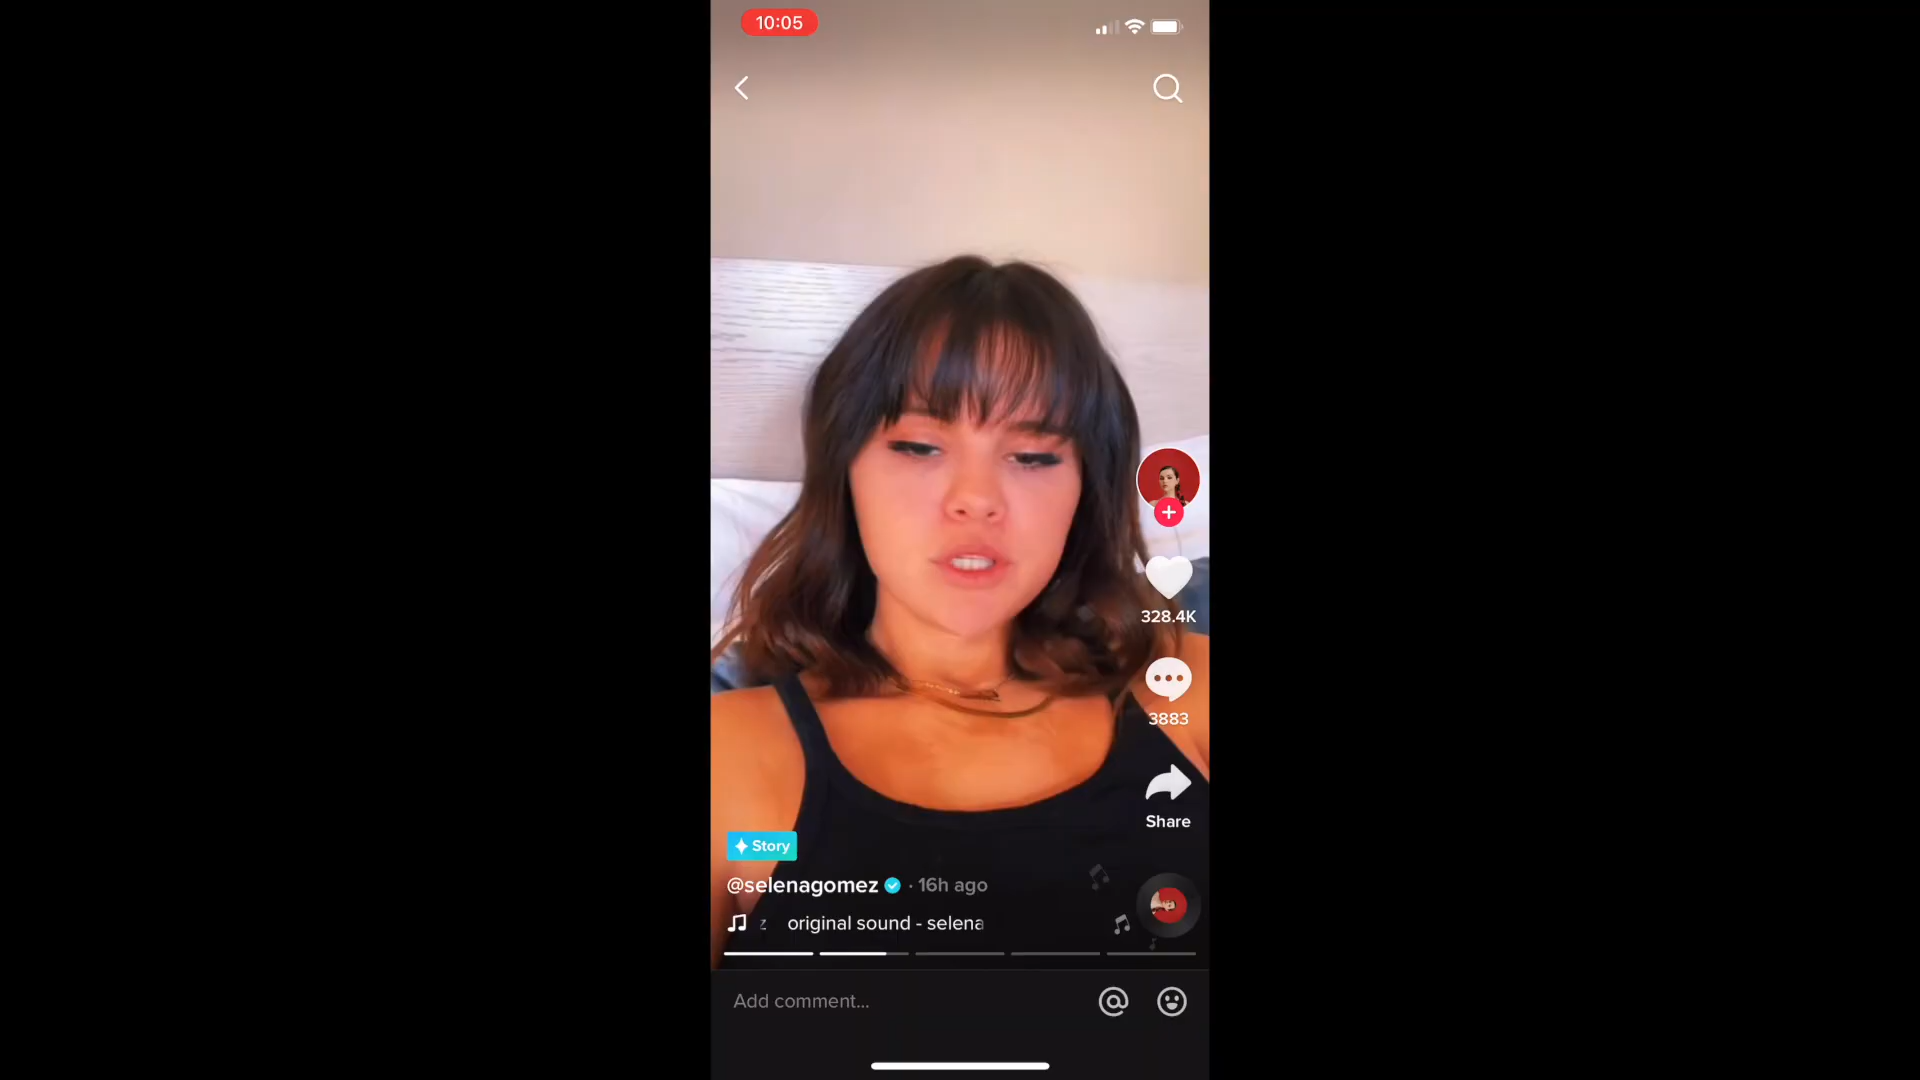 10:05
328.4K
3883
Share
Story
@selenagomez · 16h ago
z original sound - selena
Add comment...